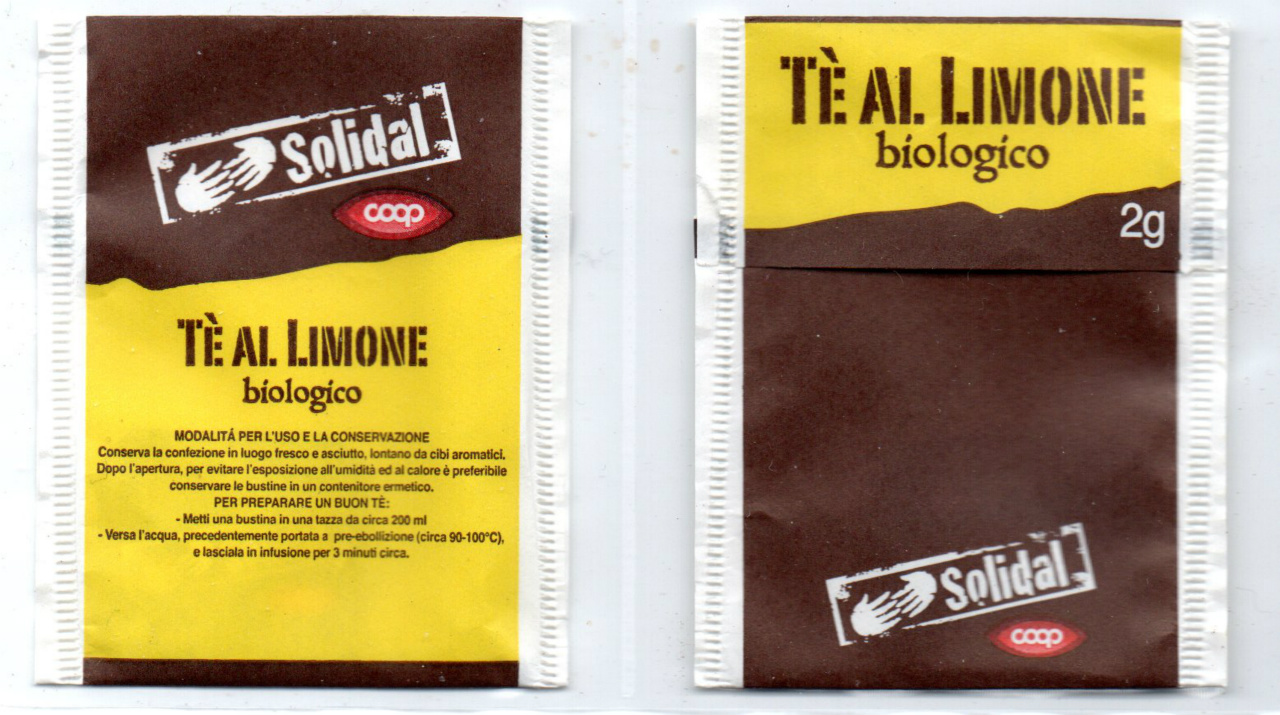 Solidal
coop
TÈ AL LIMONE
biologico
MODALITÁ PER L'USO E LA CONSERVAZIONE
Conserva la confezione in luogo fresco e asciutto, lontano da cibi aromatici.
Dopo l'apertura, per evitare l'esposizione all'umidità ed al calore è preferibile
conservare le bustine in un contenitore ermetico.
PER PREPARARE UN BUON TÈ:
- Metti una bustina in una tazza da circa 200 ml
- Versa l'acqua, precedentemente portata a pre-ebollizione (circa 90-100°C),
e lasciala in infusione per 3 minuti circa.
TÈ AL LIMONE
biologico
2g
Solidal
coop